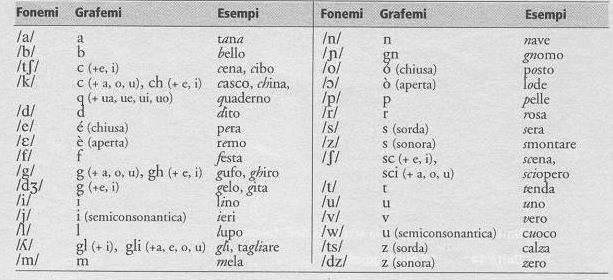 Fonemi Grafemi Esempi
/a/ a tana
/b/ b bello
/tʃ/ c (+e, i) cena, cibo
/k/ c (+ a, o, u), ch (+ e, i) casco, china,
q (+ ua, ue, ui, uo) quaderno
/d/ d dito
/e/ é (chiusa) pera
/ɛ/ è (aperta) remo
/f/ f festa
/g/ g (+ a, o, u), gh (+ e, i) gufo, ghiro
/dʒ/ g (+e, i) gelo, gita
/i/ i lino
/j/ i (semiconsonantica) ieri
/l/ l lupo
/ʎ/ gl (+ i), gli (+a, e, o, u) gli, tagliare
/m/ m mela
Fonemi Grafemi Esempi
/n/ n nave
/ɲ/ gn gnomo
/o/ ó (chiusa) posto
/ɔ/ ò (aperta) lode
/p/ p pelle
/r/ r rosa
/s/ s (sorda) sera
/z/ s (sonora) smontare
/ʃ/ sc (+ e, i), scena,
sci (+ a, o, u) sciopero
/t/ t tenda
/u/ u uno
/v/ v vero
/w/ u (semiconsonantica) cuoco
/ts/ z (sorda) calza
/dz/ z (sonora) zero